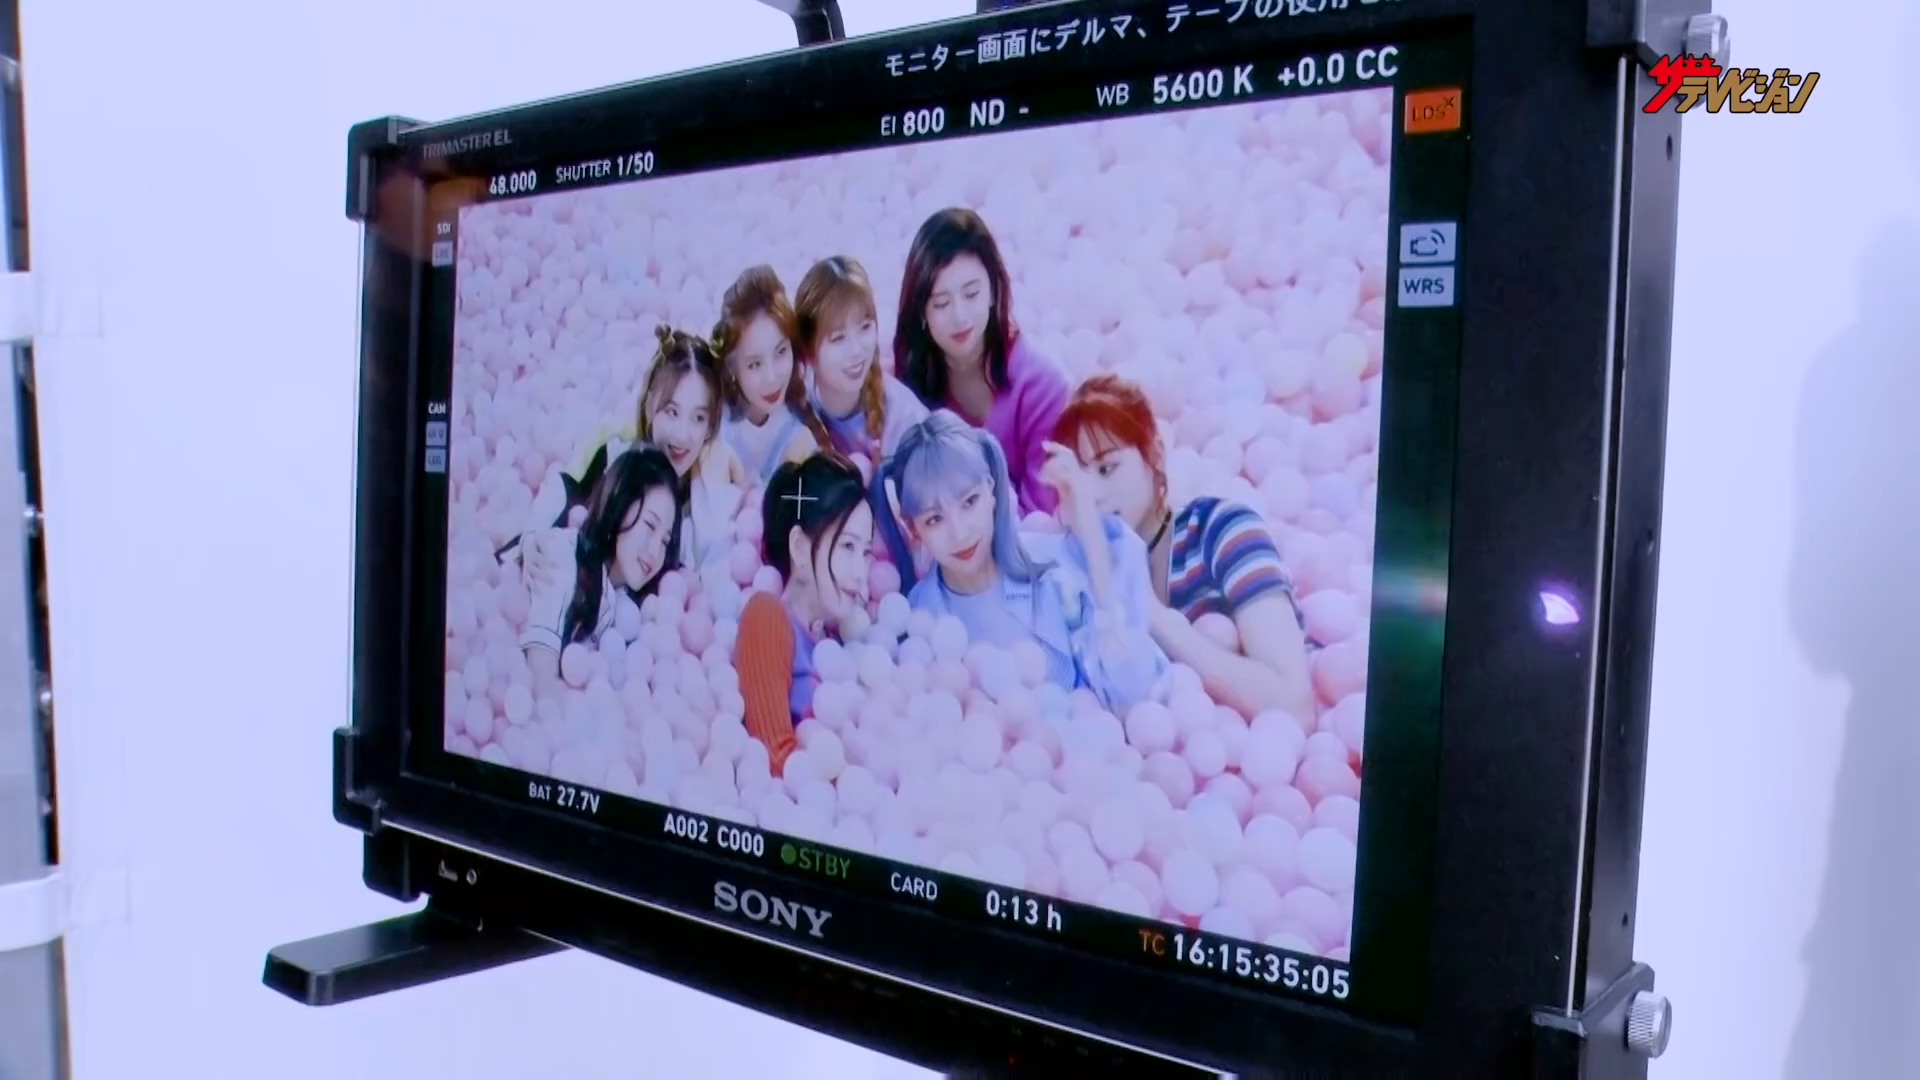 モニター画面にデルマ、テープの使用
ザテレビジョン
EI 800 ND - WB 5600 K +0.0 CC
TRIMASTER EL
48.000 SHUTTER 1/50
LDS
SDI
WRS
CAM
BAT 27.7V
A002 C000 STBY CARD 0:13 h
TC 16:15:35:05
SONY